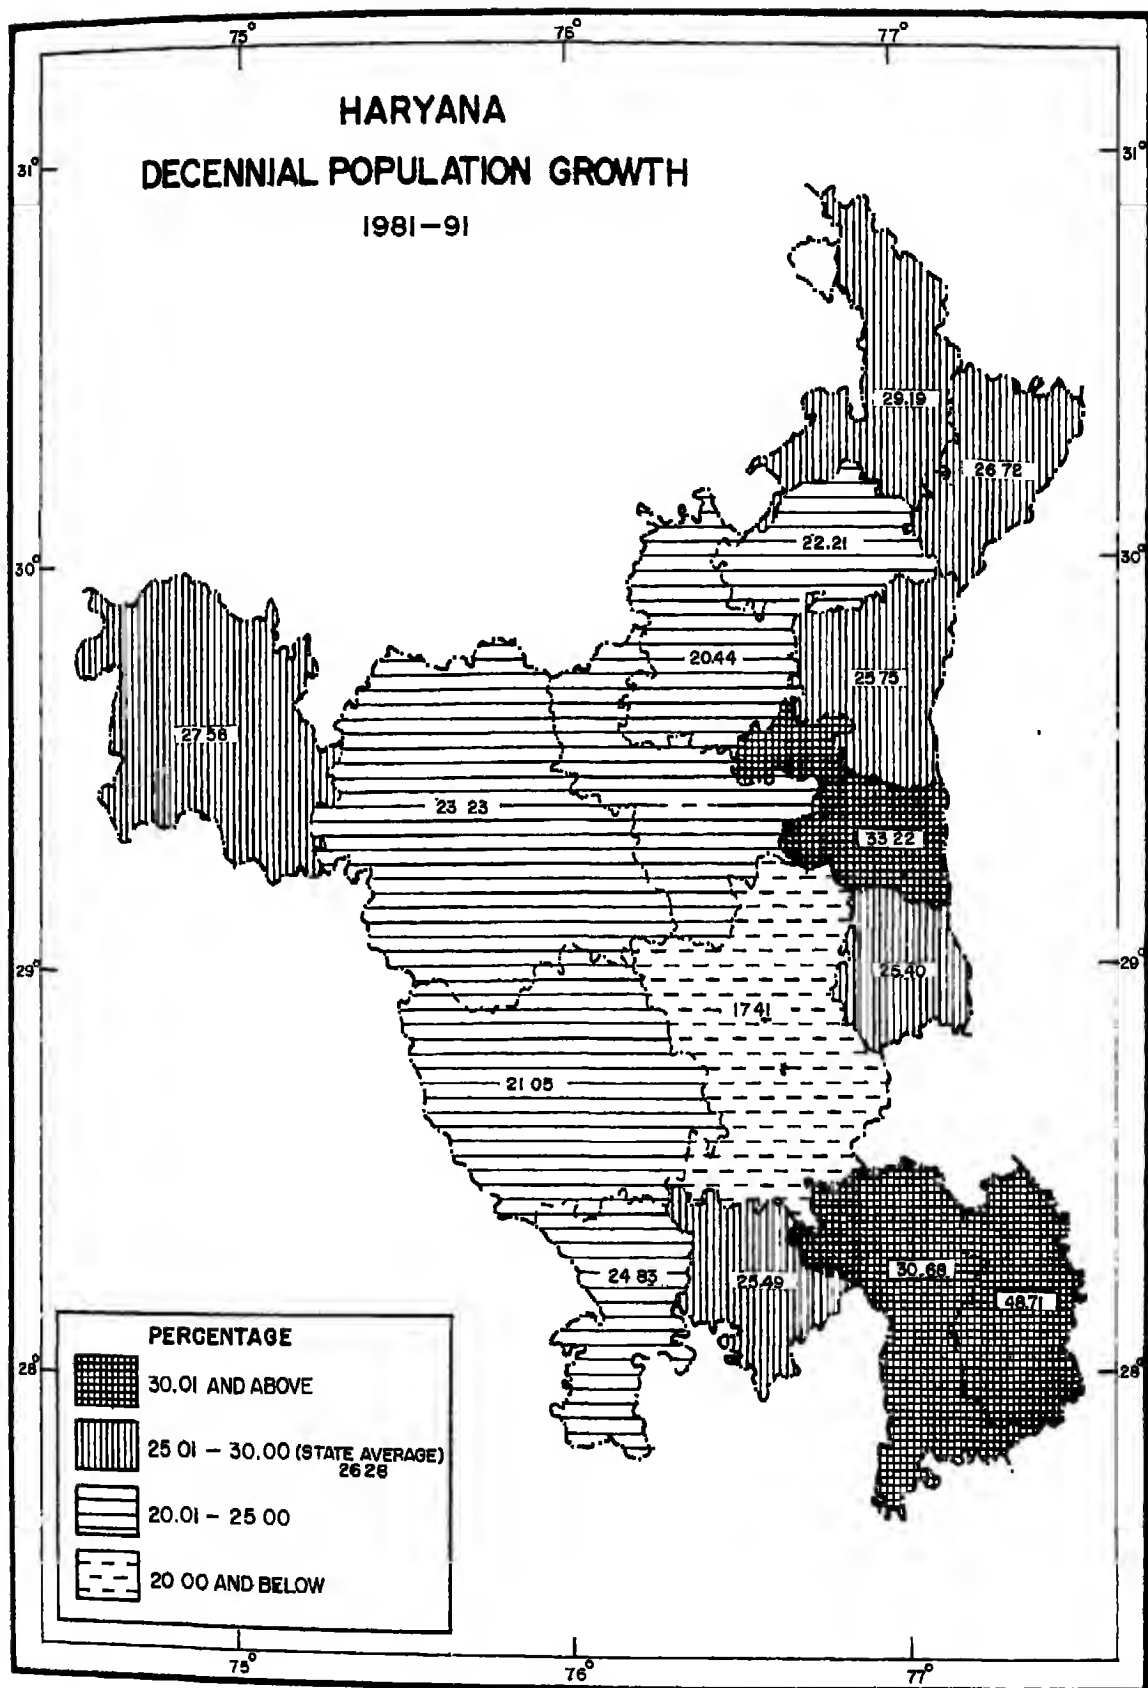 75° 76° 77°
HARYANA
DECENNIAL POPULATION GROWTH
1981-91
31° 31°
29.19
26 72
22.21
30° 30°
20.44
25 75
27.58
23 23
33 22
29° 29°
25.40
17 41
21 05
24 83
25.49
30.68
48.71
PERCENTAGE
30.01 AND ABOVE
28° 28°
25 01 - 30.00 (STATE AVERAGE)
26 28
20.01 - 25 00
20 00 AND BELOW
75° 76° 77°